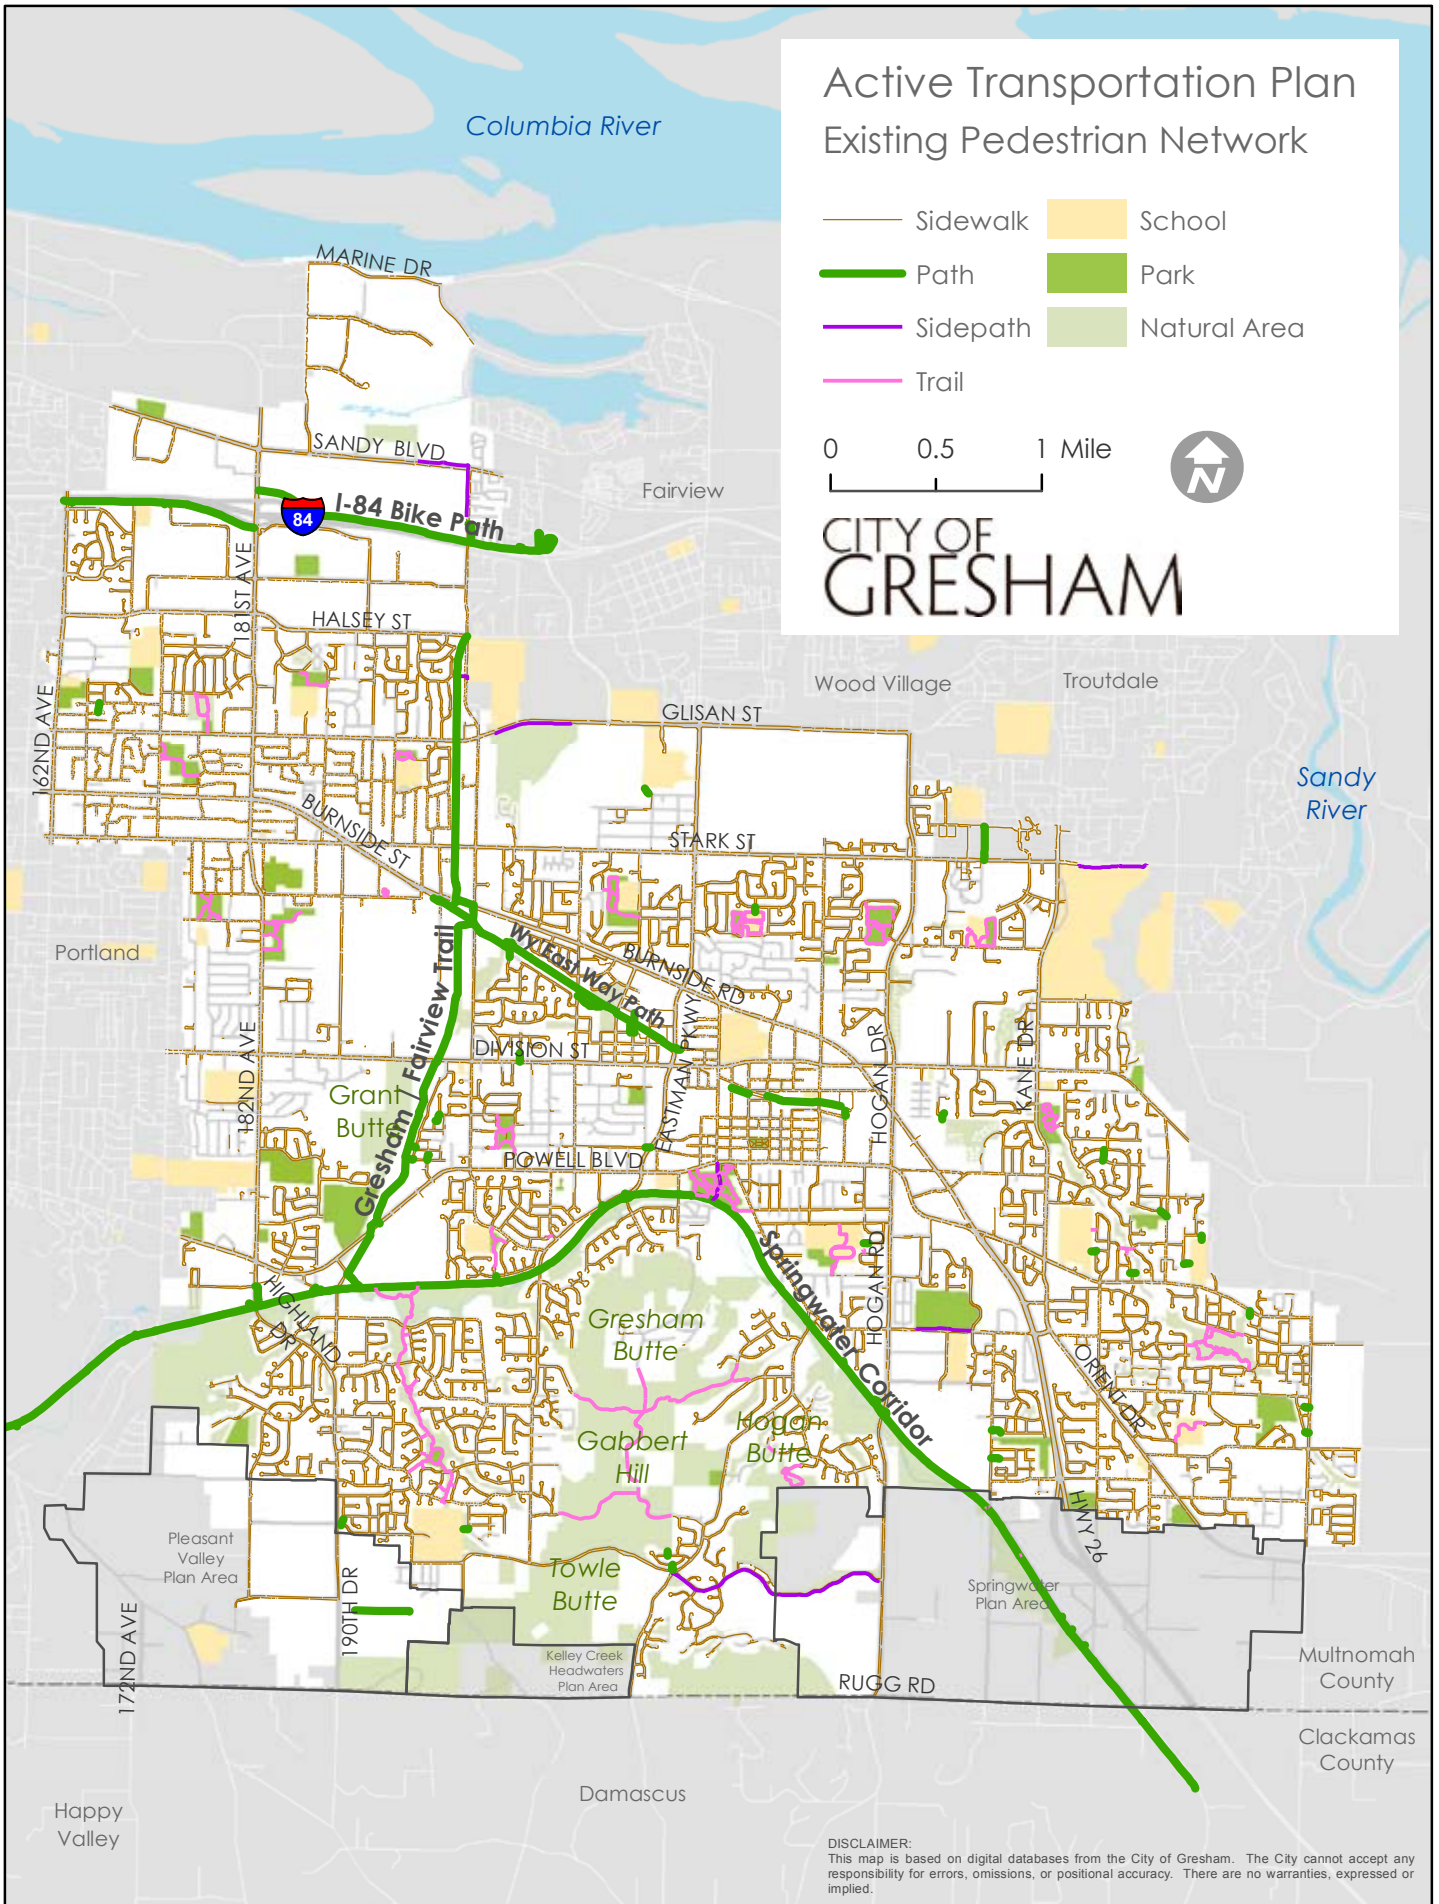 Active Transportation Plan
Existing Pedestrian Network
Sidewalk
School
Path
Park
Sidepath
Natural Area
Trail
0 0.5 1 Mile
N
CITY OF
GRESHAM
Columbia River
MARINE DR
SANDY BLVD
Fairview
84
I-84 Bike Path
181ST AVE
HALSEY ST
162ND AVE
Wood Village
Troutdale
GLISAN ST
Sandy
River
BURNSIDE ST
STARK ST
Portland
Gresham / Fairview Trail
Wy'East Way Path
BURNSIDE RD
EASTMAN PKWY
182ND AVE
DIVISION ST
HOGAN DR
KANE DR
Grant
Butte
POWELL BLVD
Springwater Corridor
HOGAN RD
HIGHLAND
DR
Gresham
Butte
ORIENT DR
Hogan
Butte
Gabbert
Hill
HWY 26
Pleasant
Valley
Plan Area
Towle
Butte
190TH DR
172ND AVE
Springwater
Plan Area
Kelley Creek
Headwaters
Plan Area
RUGG RD
Multnomah
County
Clackamas
County
Damascus
Happy
Valley
DISCLAIMER:
This map is based on digital databases from the City of Gresham. The City cannot accept any
responsibility for errors, omissions, or positional accuracy. There are no warranties, expressed or
implied.